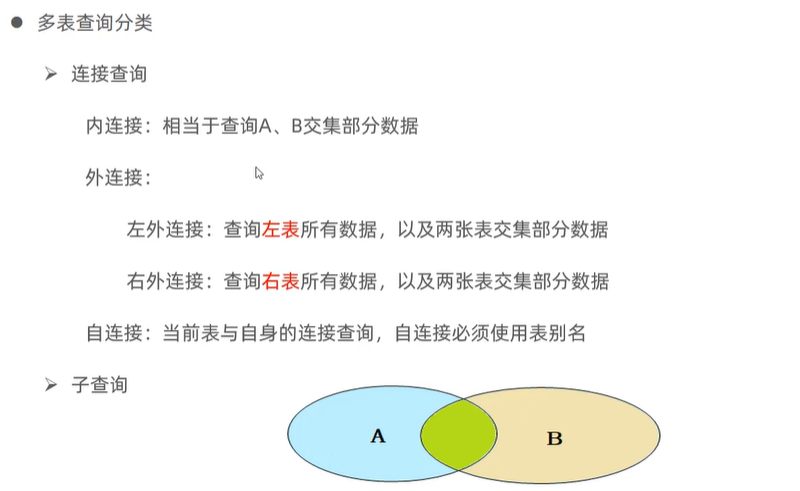 多表查询分类
连接查询
内连接：相当于查询A、B交集部分数据
外连接：
左外连接：查询左表所有数据，以及两张表交集部分数据
右外连接：查询右表所有数据，以及两张表交集部分数据
自连接：当前表与自身的连接查询，自连接必须使用表别名
子查询
A
B